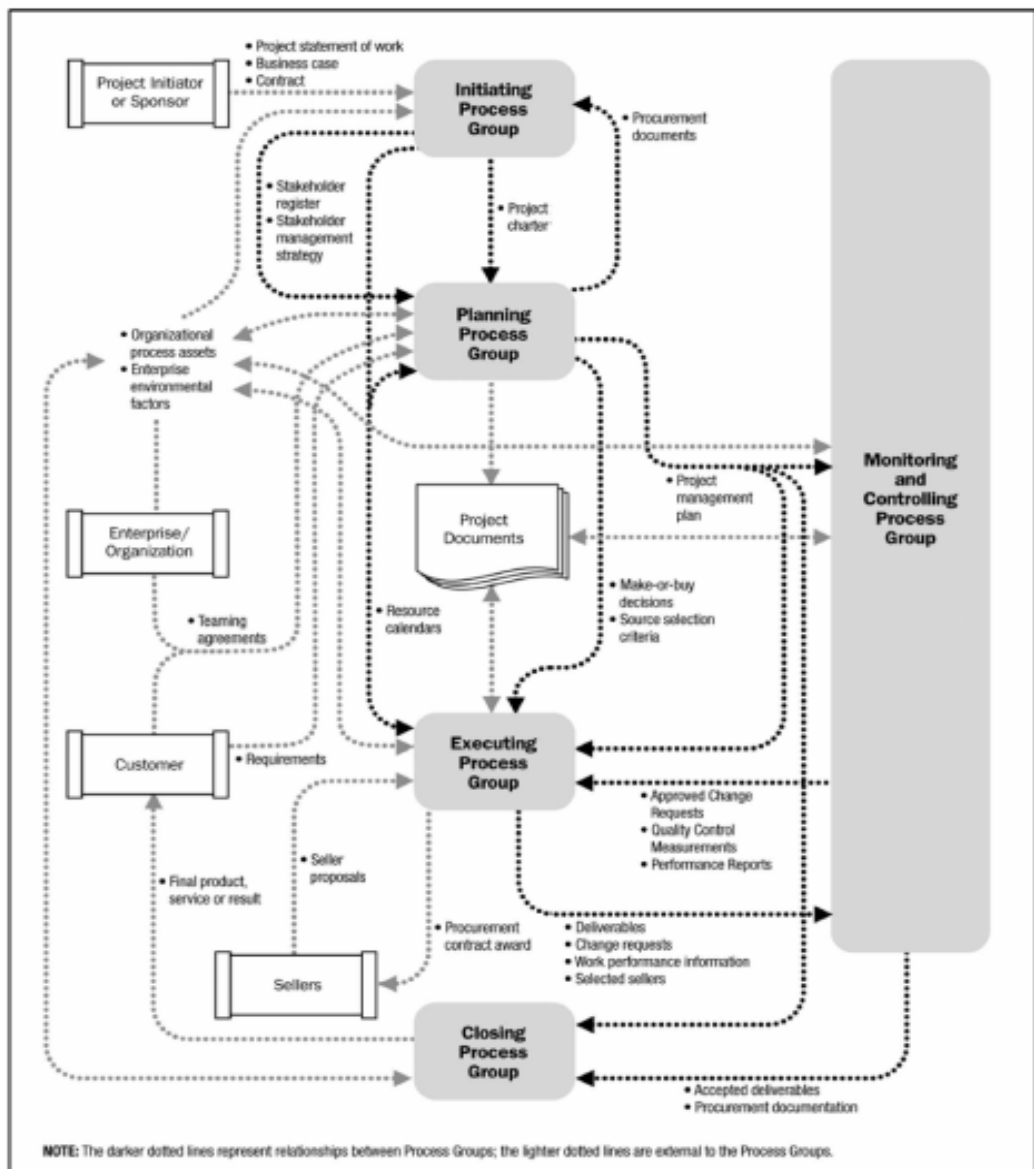 • Project statement of work
• Business case
• Contract
Project Initiator
or Sponsor
Initiating
Process
Group
• Procurement
documents
• Stakeholder
register
• Stakeholder
management
strategy
• Project
charter
Planning
Process
Group
• Organizational
process assets
• Enterprise
environmental
factors
Monitoring
and
Controlling
Process
Group
• Project
management
plan
Project
Documents
Enterprise/
Organization
• Teaming
agreements
• Resource
calendars
• Make-or-buy
decisions
• Source selection
criteria
Customer
• Requirements
Executing
Process
Group
• Approved Change
Requests
• Quality Control
Measurements
• Performance Reports
• Seller
proposals
• Final product,
service or result
• Procurement
contract award
• Deliverables
• Change requests
• Work performance information
• Selected sellers
Sellers
Closing
Process
Group
• Accepted deliverables
• Procurement documentation
NOTE: The darker dotted lines represent relationships between Process Groups; the lighter dotted lines are external to the Process Groups.